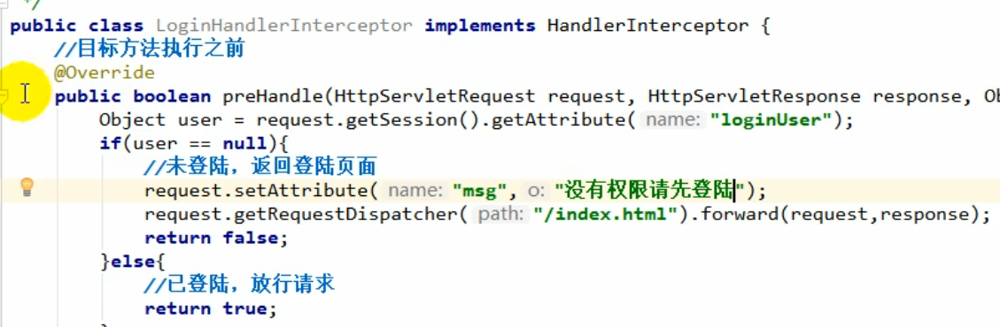 */
public class LoginHandlerInterceptor implements HandlerInterceptor {
//目标方法执行之前
@Override
public boolean preHandle(HttpServletRequest request, HttpServletResponse response, Ob
Object user = request.getSession().getAttribute( name: "loginUser");
if(user == null){
//未登陆，返回登陆页面
request.setAttribute( name: "msg", o: "没有权限请先登陆");
request.getRequestDispatcher( path: "/index.html").forward(request,response);
return false;
}else{
//已登陆，放行请求
return true;